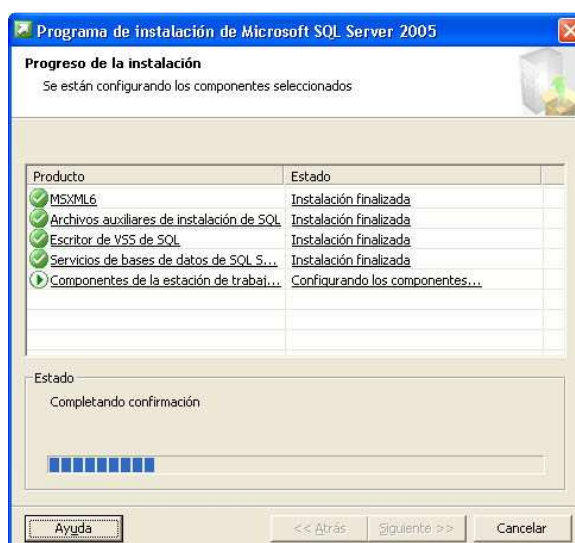 Programa de instalación de Microsoft SQL Server 2005
Progreso de la instalación
Se están configurando los componentes seleccionados
Producto Estado
MSXML6 Instalación finalizada
Archivos auxiliares de instalación de SQL Instalación finalizada
Escritor de VSS de SQL Instalación finalizada
Servicios de bases de datos de SQL S... Instalación finalizada
Componentes de la estación de trabaj... Configurando los componentes...
Estado
Completando confirmación
Ayuda << Atrás Siguiente >> Cancelar